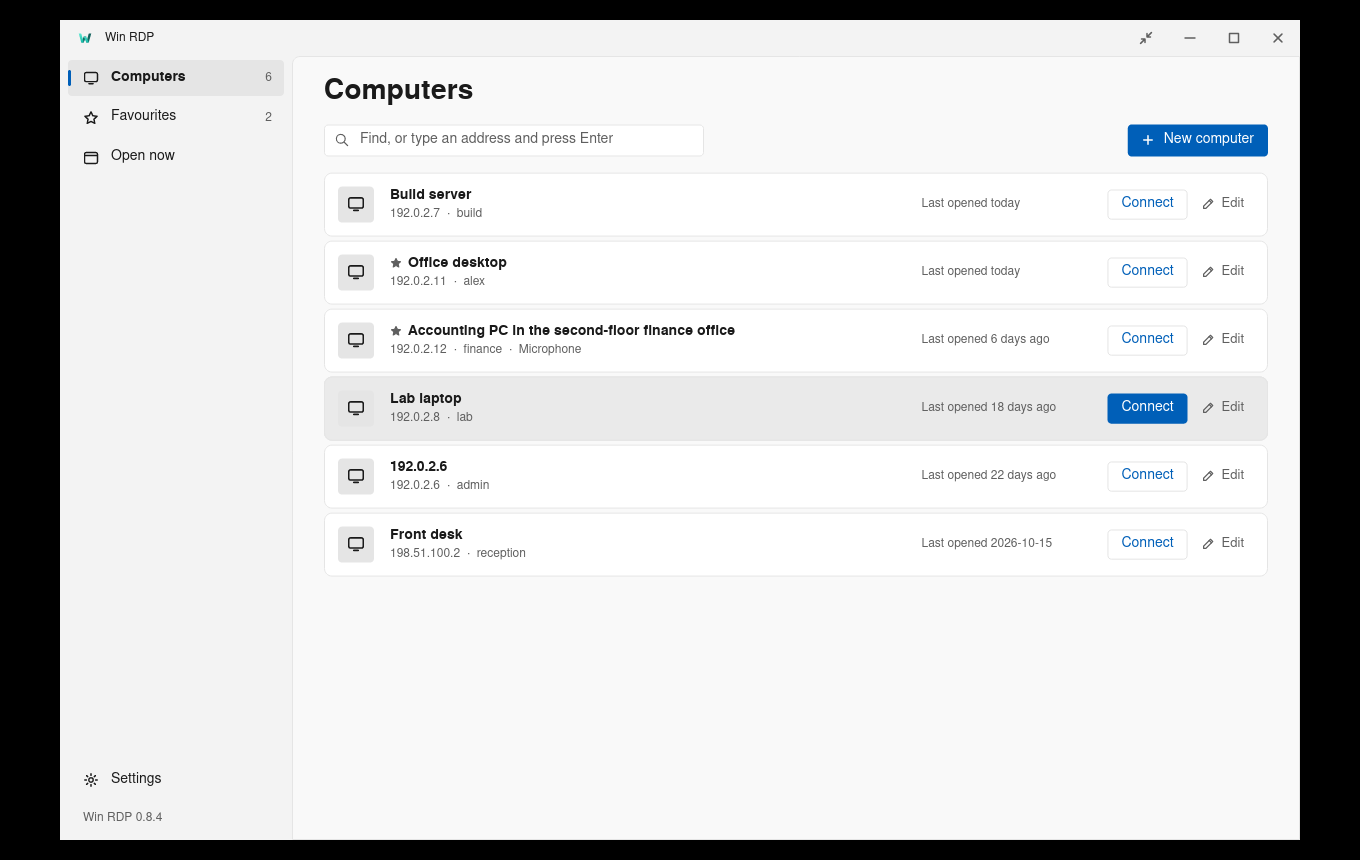 Win RDP
Computers 6
Favourites 2
Open now
Settings
Win RDP 0.8.4
Computers
Find, or type an address and press Enter
New computer
Build server
192.0.2.7 · build
Last opened today
Connect
Edit
Office desktop
192.0.2.11 · alex
Last opened today
Connect
Edit
Accounting PC in the second-floor finance office
192.0.2.12 · finance · Microphone
Last opened 6 days ago
Connect
Edit
Lab laptop
192.0.2.8 · lab
Last opened 18 days ago
Connect
Edit
192.0.2.6
192.0.2.6 · admin
Last opened 22 days ago
Connect
Edit
Front desk
198.51.100.2 · reception
Last opened 2026-10-15
Connect
Edit